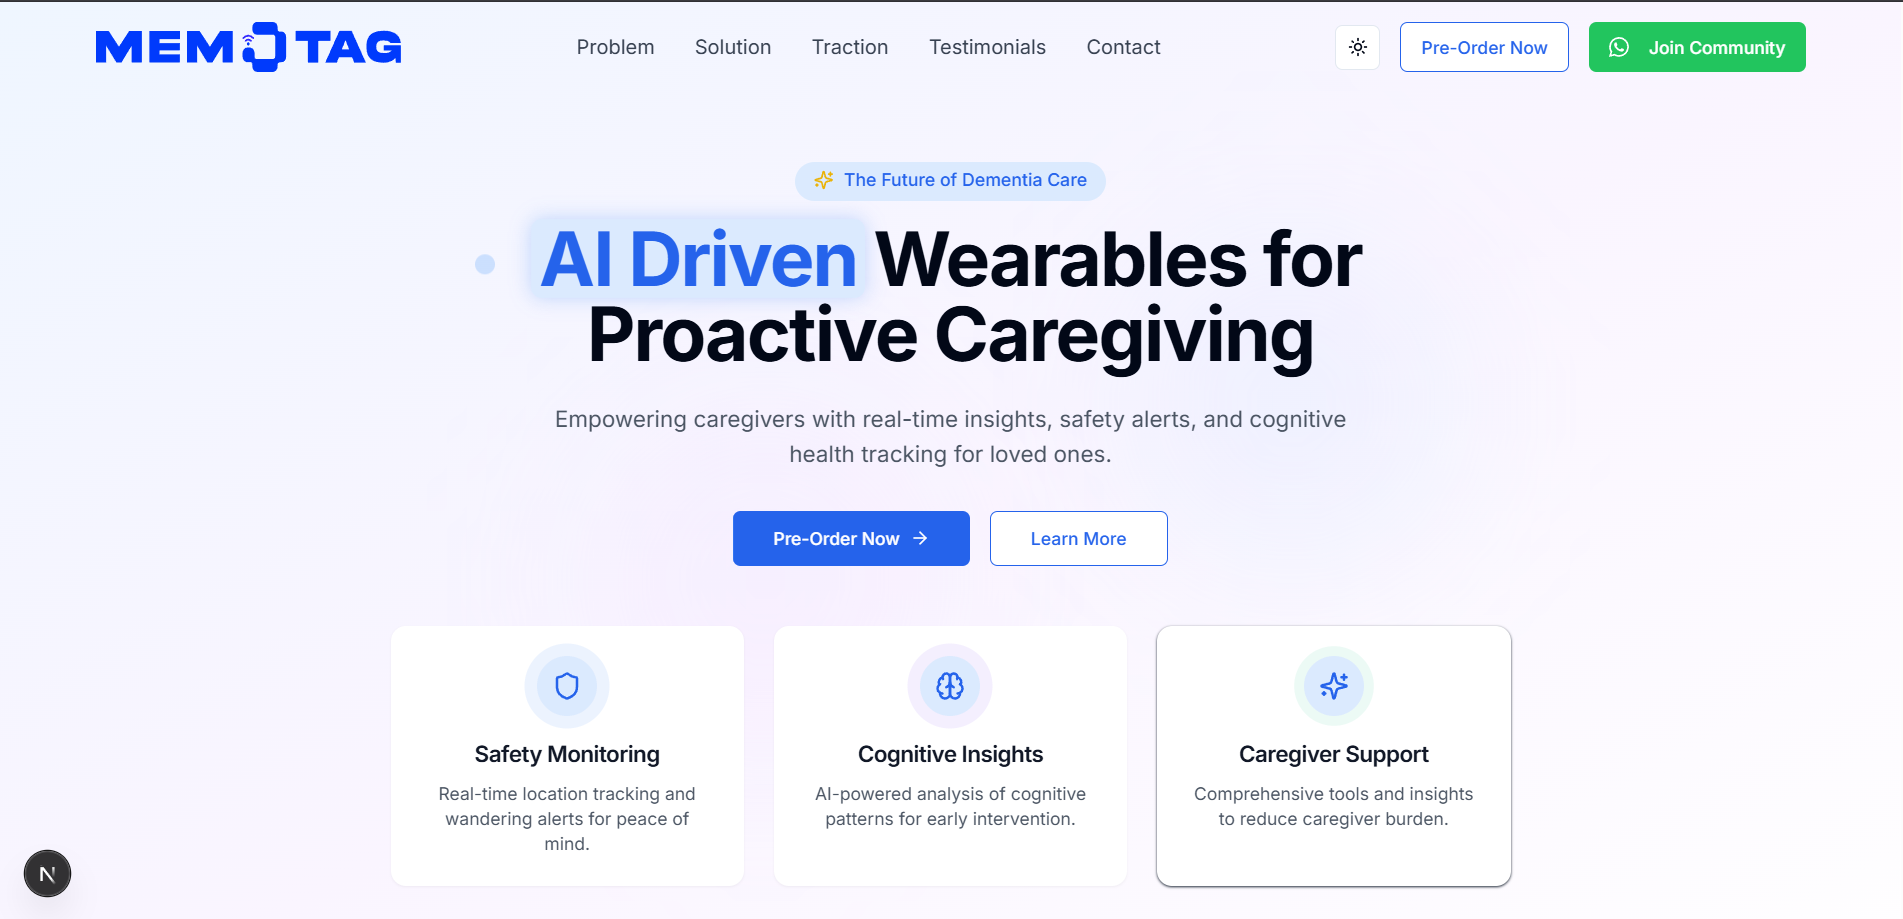 MEMOTAG
Problem
Solution
Traction
Testimonials
Contact
Pre-Order Now
Join Community
The Future of Dementia Care
AI Driven Wearables for
Proactive Caregiving
Empowering caregivers with real-time insights, safety alerts, and cognitive
health tracking for loved ones.
Pre-Order Now
Learn More
Safety Monitoring
Real-time location tracking and
wandering alerts for peace of
mind.
Cognitive Insights
AI-powered analysis of cognitive
patterns for early intervention.
Caregiver Support
Comprehensive tools and insights
to reduce caregiver burden.
N